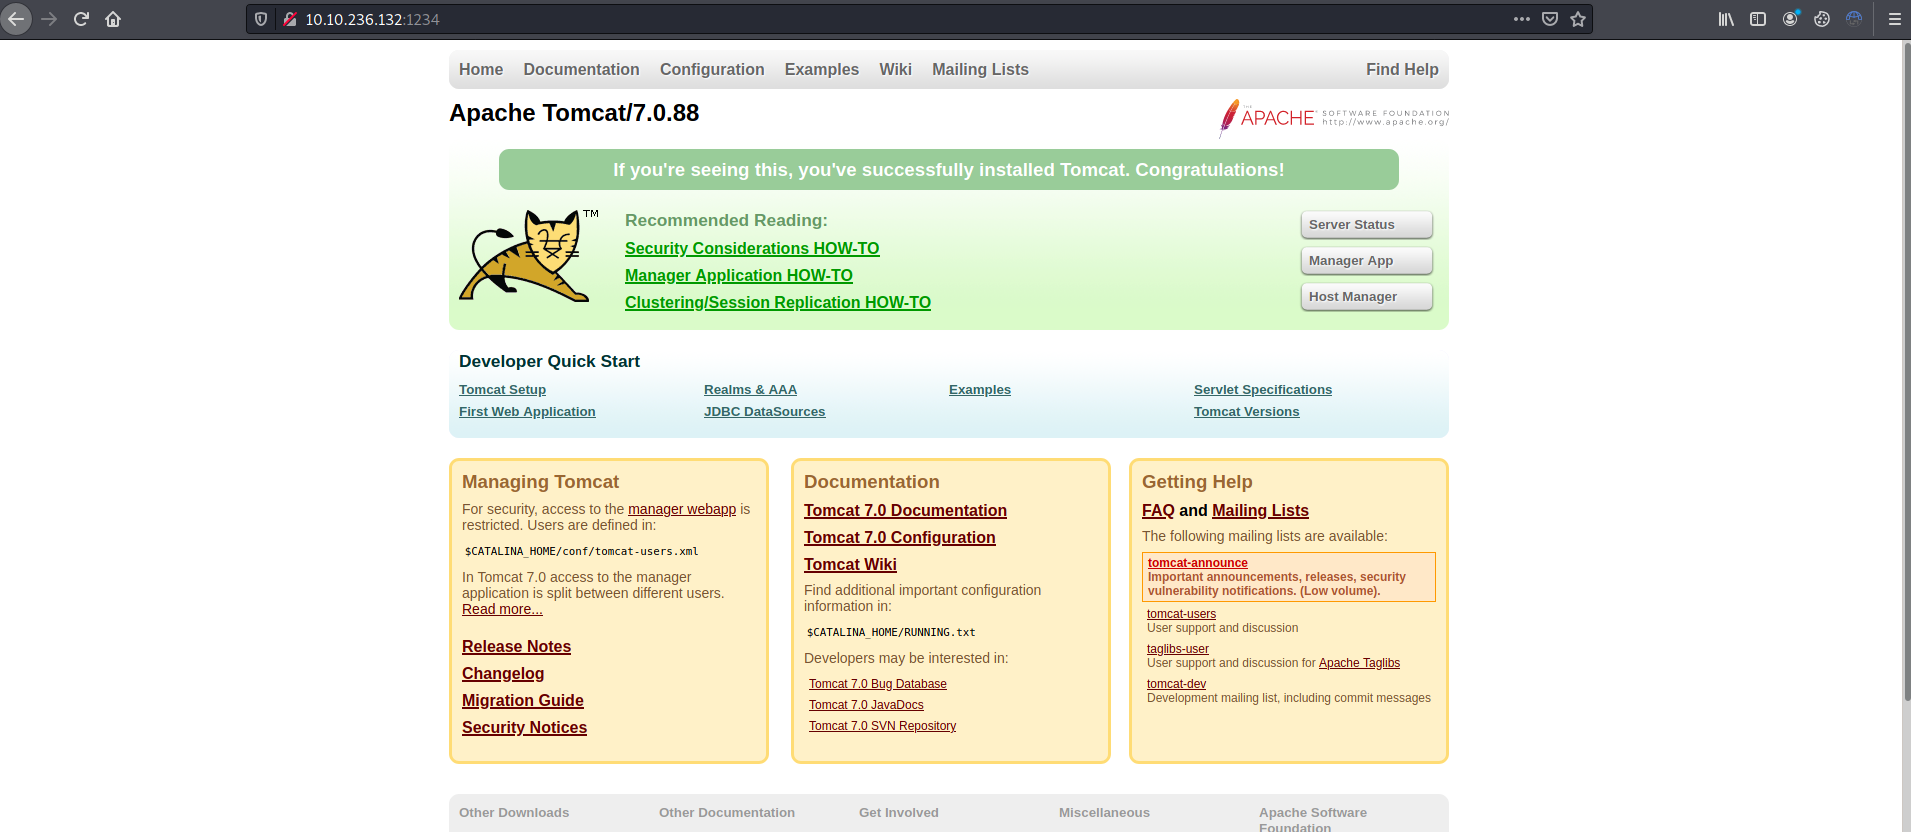 10.10.236.132:1234
Home Documentation Configuration Examples Wiki Mailing Lists Find Help
Apache Tomcat/7.0.88
THE APACHE® SOFTWARE FOUNDATION
http://www.apache.org/
If you're seeing this, you've successfully installed Tomcat. Congratulations!
TM
Recommended Reading:
Security Considerations HOW-TO
Manager Application HOW-TO
Clustering/Session Replication HOW-TO
Server Status
Manager App
Host Manager
Developer Quick Start
Tomcat Setup
First Web Application
Realms & AAA
JDBC DataSources
Examples
Servlet Specifications
Tomcat Versions
Managing Tomcat
For security, access to the manager webapp is
restricted. Users are defined in:
$CATALINA_HOME/conf/tomcat-users.xml
In Tomcat 7.0 access to the manager
application is split between different users.
Read more...
Release Notes
Changelog
Migration Guide
Security Notices
Documentation
Tomcat 7.0 Documentation
Tomcat 7.0 Configuration
Tomcat Wiki
Find additional important configuration
information in:
$CATALINA_HOME/RUNNING.txt
Developers may be interested in:
Tomcat 7.0 Bug Database
Tomcat 7.0 JavaDocs
Tomcat 7.0 SVN Repository
Getting Help
FAQ and Mailing Lists
The following mailing lists are available:
tomcat-announce
Important announcements, releases, security
vulnerability notifications. (Low volume).
tomcat-users
User support and discussion
taglibs-user
User support and discussion for Apache Taglibs
tomcat-dev
Development mailing list, including commit messages
Other Downloads
Other Documentation
Get Involved
Miscellaneous
Apache Software
Foundation